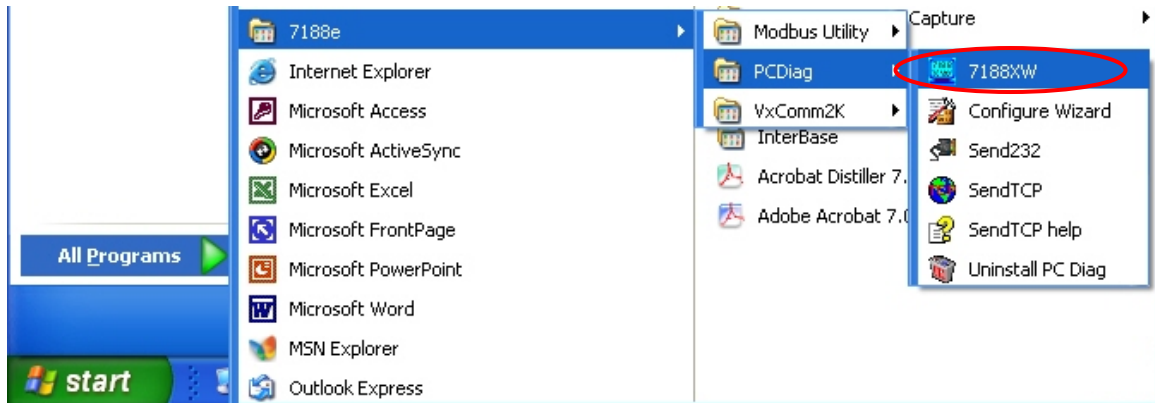 7188e
Internet Explorer
Microsoft Access
Microsoft ActiveSync
Microsoft Excel
Microsoft FrontPage
Microsoft PowerPoint
Microsoft Word
MSN Explorer
Outlook Express
All Programs
start
Modbus Utility
PCDiag
VxComm2K
InterBase
Acrobat Distiller 7.
Adobe Acrobat 7.0
Capture
7188XW
Configure Wizard
Send232
SendTCP
SendTCP help
Uninstall PC Diag